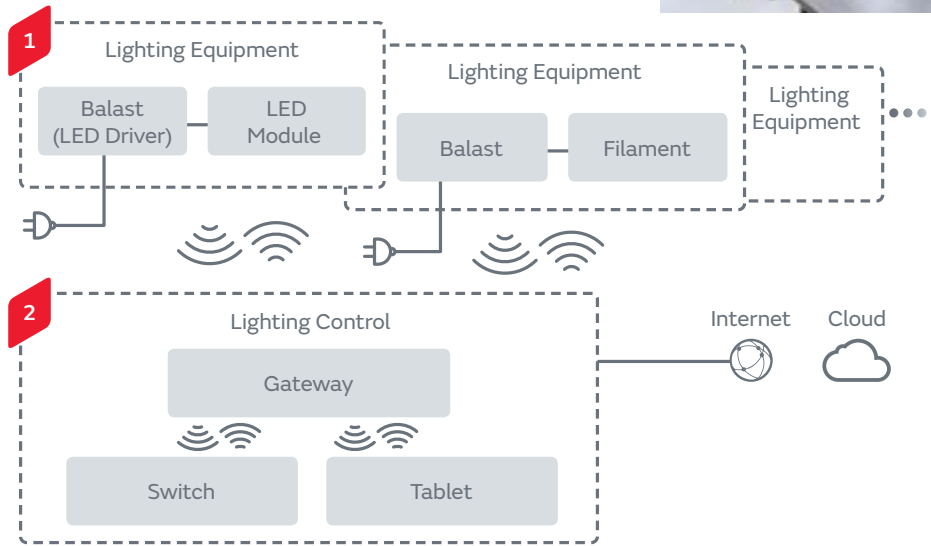 1
Lighting Equipment
Balast
(LED Driver)
LED
Module
Lighting Equipment
Balast
Filament
Lighting
Equipment
2
Lighting Control
Gateway
Switch
Tablet
Internet
Cloud